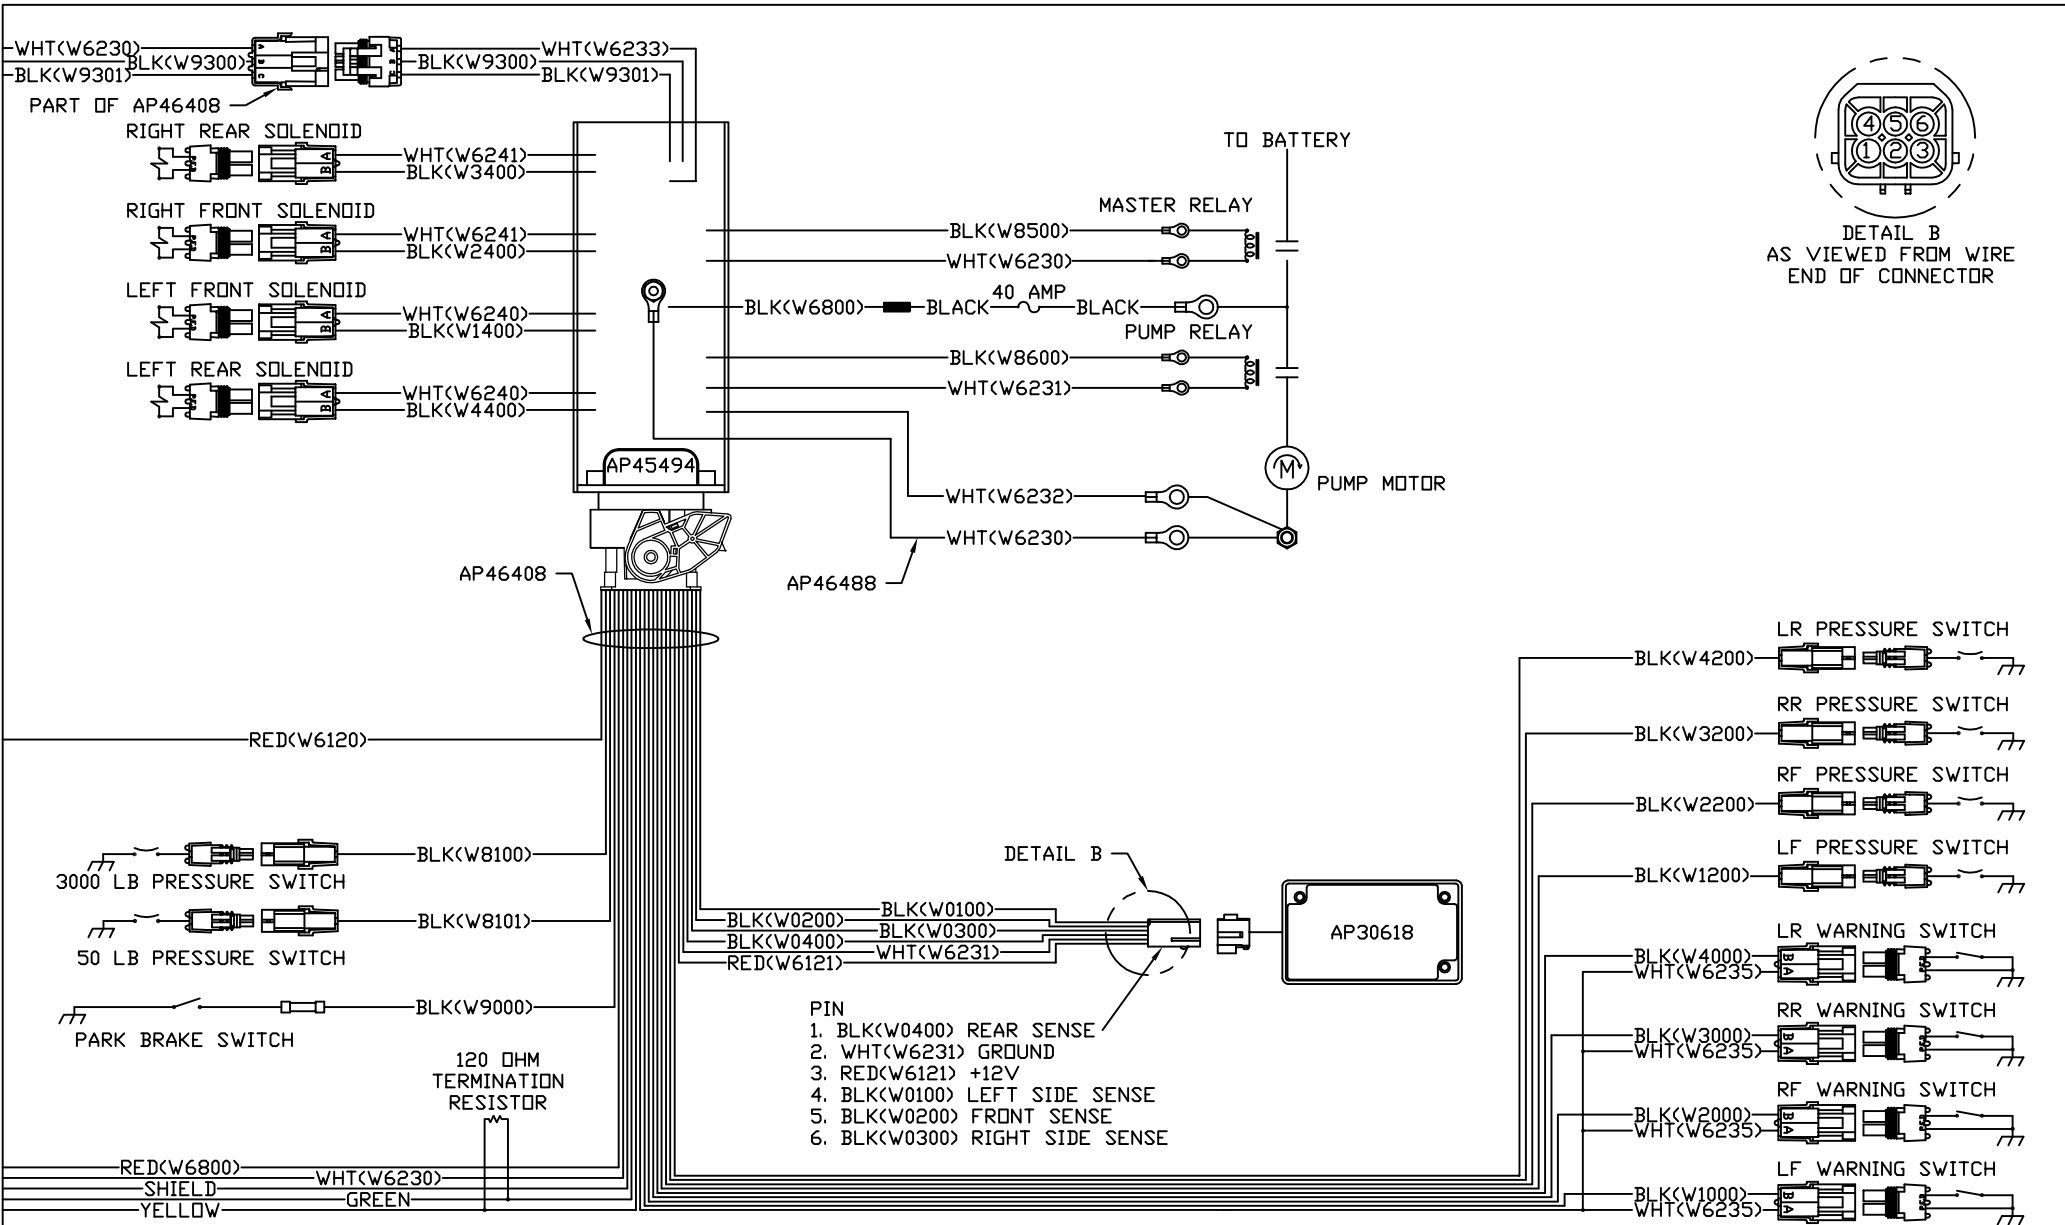 WHT(W6230)
BLK(W9300)
BLK(W9301)
A
B
C
WHT(W6233)
BLK(W9300)
BLK(W9301)
PART OF AP46408
RIGHT REAR SOLENOID
A
B
WHT(W6241)
BLK(W3400)
RIGHT FRONT SOLENOID
A
B
WHT(W6241)
BLK(W2400)
LEFT FRONT SOLENOID
A
B
WHT(W6240)
BLK(W1400)
LEFT REAR SOLENOID
A
B
WHT(W6240)
BLK(W4400)
AP45494
TO BATTERY
MASTER RELAY
BLK(W8500)
WHT(W6230)
40 AMP
BLK(W6800)
BLACK
BLACK
PUMP RELAY
BLK(W8600)
WHT(W6231)
M
PUMP MOTOR
WHT(W6232)
WHT(W6230)
AP46488
AP46408
4 5 6
1 2 3
DETAIL B
AS VIEWED FROM WIRE
END OF CONNECTOR
RED(W6120)
BLK(W8100)
3000 LB PRESSURE SWITCH
BLK(W8101)
50 LB PRESSURE SWITCH
BLK(W9000)
PARK BRAKE SWITCH
120 OHM
TERMINATION
RESISTOR
RED(W6800)
WHT(W6230)
SHIELD
GREEN
YELLOW
DETAIL B
BLK(W0100)
BLK(W0200)
BLK(W0300)
BLK(W0400)
WHT(W6231)
RED(W6121)
AP30618
PIN
1. BLK(W0400) REAR SENSE
2. WHT(W6231) GROUND
3. RED(W6121) +12V
4. BLK(W0100) LEFT SIDE SENSE
5. BLK(W0200) FRONT SENSE
6. BLK(W0300) RIGHT SIDE SENSE
LR PRESSURE SWITCH
BLK(W4200)
RR PRESSURE SWITCH
BLK(W3200)
RF PRESSURE SWITCH
BLK(W2200)
LF PRESSURE SWITCH
BLK(W1200)
LR WARNING SWITCH
BLK(W4000)
WHT(W6235)
B
A
RR WARNING SWITCH
BLK(W3000)
WHT(W6235)
B
A
RF WARNING SWITCH
BLK(W2000)
WHT(W6235)
B
A
LF WARNING SWITCH
BLK(W1000)
WHT(W6235)
B
A